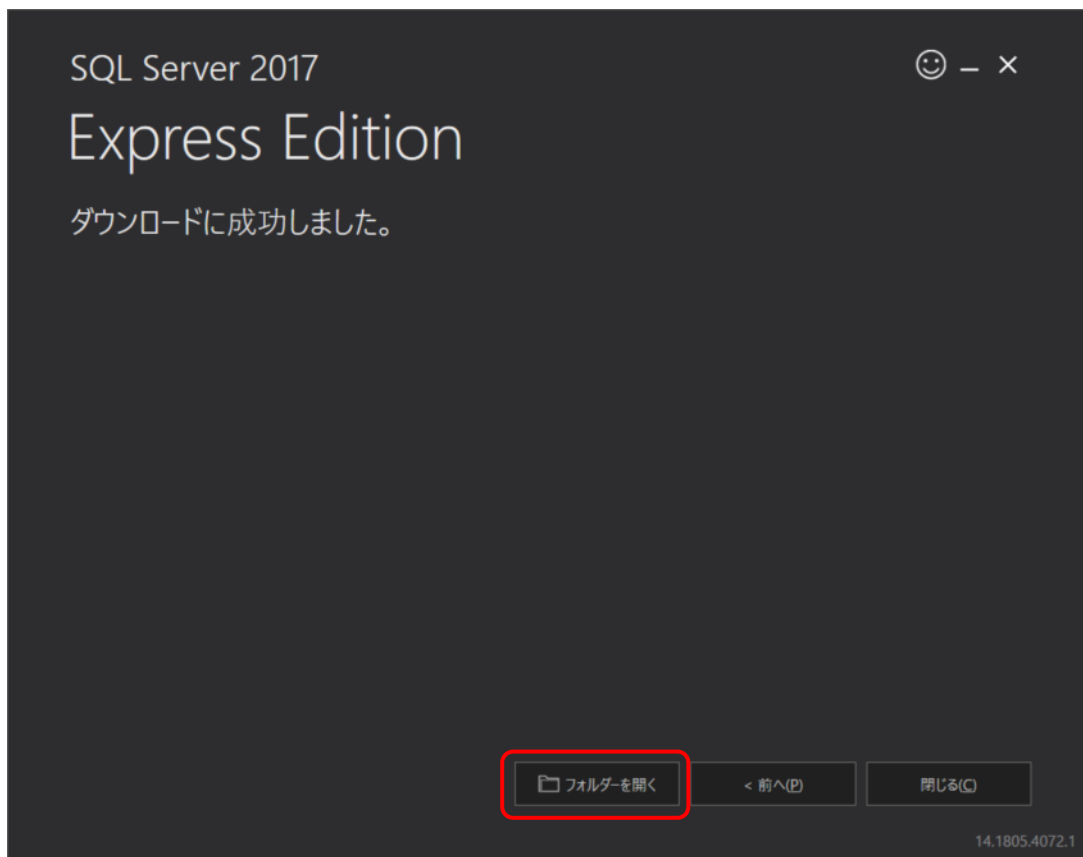 SQL Server 2017
Express Edition
ダウンロードに成功しました。
フォルダーを開く
< 前へ(P)
閉じる(C)
14.1805.4072.1